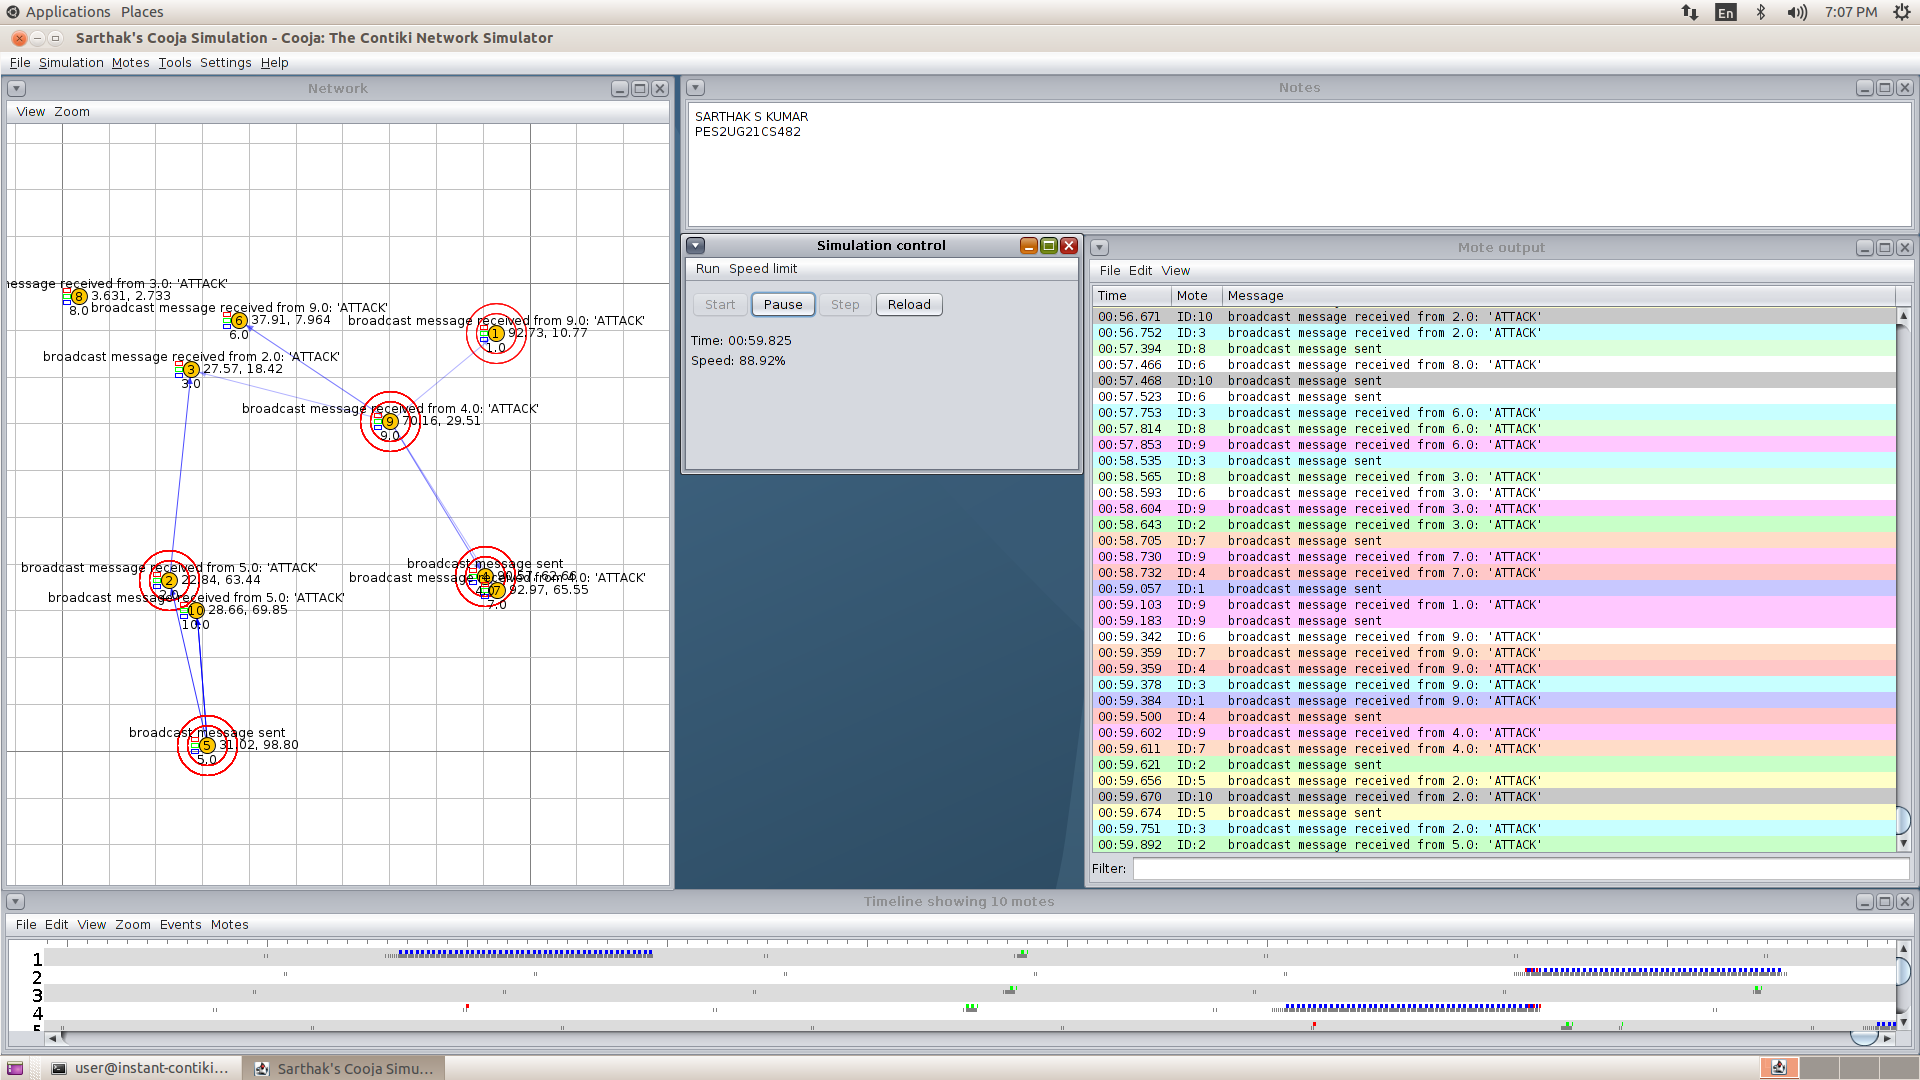 Applications Places
En
7:07 PM
Sarthak's Cooja Simulation - Cooja: The Contiki Network Simulator
File Simulation Motes Tools Settings Help
Network
View Zoom
message received from 3.0: 'ATTACK'
8 3.631, 2.733
8.0
broadcast message received from 9.0: 'ATTACK'
6 37.91, 7.964
6.0
broadcast message received from 9.0: 'ATTACK'
1 92.73, 10.77
1.0
broadcast message received from 2.0: 'ATTACK'
3 27.57, 18.42
3.0
broadcast message received from 4.0: 'ATTACK'
9 70.16, 29.51
9.0
broadcast message received from 5.0: 'ATTACK'
2 22.84, 63.44
broadcast message received from 5.0: 'ATTACK'
10 28.66, 69.85
10.0
broadcast message sent
4
broadcast message received from 4.0: 'ATTACK'
7 92.97, 65.55
7.0
broadcast message sent
5 31.02, 98.80
5.0
Notes
SARTHAK S KUMAR
PES2UG21CS482
Simulation control
Run Speed limit
Start Pause Step Reload
Time: 00:59.825
Speed: 88.92%
Mote output
File Edit View
Time Mote Message
00:56.671 ID:10 broadcast message received from 2.0: 'ATTACK'
00:56.752 ID:3 broadcast message received from 2.0: 'ATTACK'
00:57.394 ID:8 broadcast message sent
00:57.466 ID:6 broadcast message received from 8.0: 'ATTACK'
00:57.468 ID:10 broadcast message sent
00:57.523 ID:6 broadcast message sent
00:57.753 ID:3 broadcast message received from 6.0: 'ATTACK'
00:57.814 ID:8 broadcast message received from 6.0: 'ATTACK'
00:57.853 ID:9 broadcast message received from 6.0: 'ATTACK'
00:58.535 ID:3 broadcast message sent
00:58.565 ID:8 broadcast message received from 3.0: 'ATTACK'
00:58.593 ID:6 broadcast message received from 3.0: 'ATTACK'
00:58.604 ID:9 broadcast message received from 3.0: 'ATTACK'
00:58.643 ID:2 broadcast message received from 3.0: 'ATTACK'
00:58.705 ID:7 broadcast message sent
00:58.730 ID:9 broadcast message received from 7.0: 'ATTACK'
00:58.732 ID:4 broadcast message received from 7.0: 'ATTACK'
00:59.057 ID:1 broadcast message sent
00:59.103 ID:9 broadcast message received from 1.0: 'ATTACK'
00:59.183 ID:9 broadcast message sent
00:59.342 ID:6 broadcast message received from 9.0: 'ATTACK'
00:59.359 ID:7 broadcast message received from 9.0: 'ATTACK'
00:59.359 ID:4 broadcast message received from 9.0: 'ATTACK'
00:59.378 ID:3 broadcast message received from 9.0: 'ATTACK'
00:59.384 ID:1 broadcast message received from 9.0: 'ATTACK'
00:59.500 ID:4 broadcast message sent
00:59.602 ID:9 broadcast message received from 4.0: 'ATTACK'
00:59.611 ID:7 broadcast message received from 4.0: 'ATTACK'
00:59.621 ID:2 broadcast message sent
00:59.656 ID:5 broadcast message received from 2.0: 'ATTACK'
00:59.670 ID:10 broadcast message received from 2.0: 'ATTACK'
00:59.674 ID:5 broadcast message sent
00:59.751 ID:3 broadcast message received from 2.0: 'ATTACK'
00:59.892 ID:2 broadcast message received from 5.0: 'ATTACK'
Filter:
Timeline showing 10 motes
File Edit View Zoom Events Motes
1
2
3
4
5
user@instant-contiki...
Sarthak's Cooja Simu...